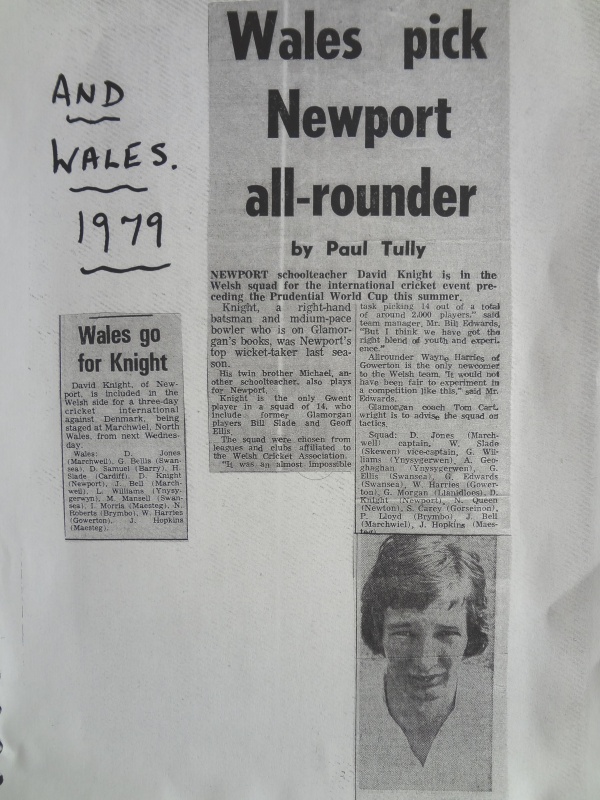 AND
WALES.
1979
Wales pick
Newport
all-rounder
by Paul Tully
NEWPORT schoolteacher David Knight is in the
Welsh squad for the international cricket event pre-
ceding the Prudential World Cup this summer.
Knight, a right-hand
batsman and mdium-pace
bowler who is on Glamor-
gan's books, was Newport's
top wicket-taker last sea-
son.
His twin brother Michael, an-
other schoolteacher, also plays
for Newport.
Knight is the only Gwent
player in a squad of 14, who
include former Glamorgan
players Bill Slade and Geoff
Ellis.
The squad were chosen from
leagues and clubs affiliated to
the Welsh Cricket Association.
"It was an almost impossible
task picking 14 out of a total
of around 2,000 players," said
team manager, Mr. Bill Edwards,
"But I think we have got the
right blend of youth and experi-
ence."
Allrounder Wayne Harries of
Gowerton is the only newcomer
to the Welsh team. "It would not
have been fair to experiment in
a competition like this," said Mr.
Edwards.
Glamorgan coach Tom Cart-
wright is to advise the squad on
tactics.
Squad: D. Jones (March-
well) captain, W. Slade
(Skewen) vice-captain, G. Wil-
liams (Ynysygerwen), A. Geo-
ghaghan (Ynysygerwen), G.
Ellis (Swansea), G. Edwards
(Swansea), W. Harries (Gower-
ton), G. Morgan (Llanidloes), D.
Knight (Newport), N. Queen
(Newton), S. Carey (Gorseinon),
P. Lloyd (Brymbo), J. Bell
(Marchwiel), J. Hopkins (Maes-
teg)
Wales go
for Knight
David Knight, of New-
port, is included in the
Welsh side for a three-day
cricket international
against Denmark, being
staged at Marchwiel, North
Wales, from next Wednes-
day.
Wales: D. Jones
(Marchwell), G. Bellis (Swan-
sea), D. Samuel (Barry), H.
Slade (Cardiff), D. Knight
(Newport), J. Bell (March-
wel), L. Williams (Ynysy-
gerwyn), M. Mansell (Swan-
sea), I. Morris (Maesteg), N.
Roberts (Brymbo), W. Harries
(Gowerton), J. Hopkins
(Maesteg).